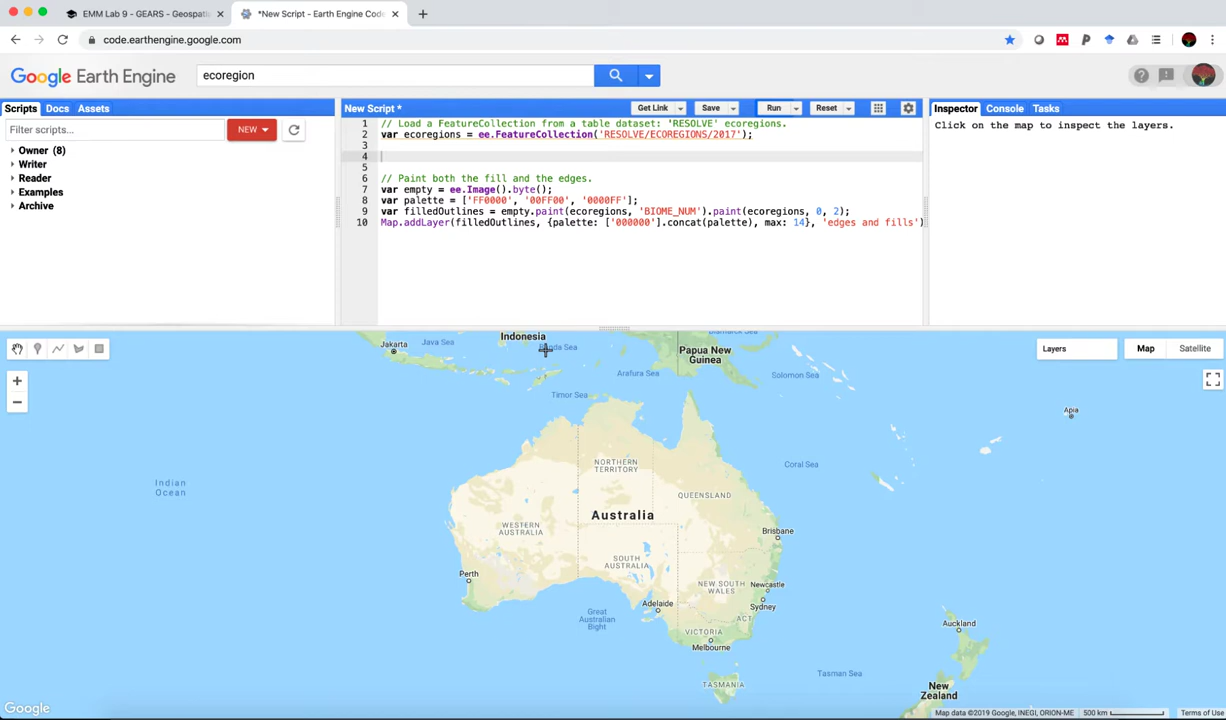 EMM Lab 9 - GEARS - Geospati
*New Script - Earth Engine Cod
code.earthengine.google.com
Google Earth Engine
ecoregion
Scripts Docs Assets
New Script *
Get Link Save Run Reset
Inspector Console Tasks
Filter scripts...
NEW
Owner (8)
Writer
Reader
Examples
Archive
1 // Load a FeatureCollection from a table dataset: 'RESOLVE' ecoregions.
2 var ecoregions = ee.FeatureCollection('RESOLVE/ECOREGIONS/2017');
3
4
5
6 // Paint both the fill and the edges.
7 var empty = ee.Image().byte();
8 var palette = ['FF0000', '00FF00', '0000FF'];
9 var filledOutlines = empty.paint(ecoregions, 'BIOME_NUM').paint(ecoregions, 0, 2);
10 Map.addLayer(filledOutlines, {palette: ['000000'].concat(palette), max: 14}, 'edges and fills')
Click on the map to inspect the layers.
Layers
Map Satellite
Indonesia
Jakarta
Java Sea
Banda Sea
Bismarck Sea
Papua New
Guinea
Arafura Sea
Solomon Sea
Timor Sea
Apia
NORTHERN
TERRITORY
Coral Sea
Indian
Ocean
QUEENSLAND
Australia
WESTERN
AUSTRALIA
Brisbane
SOUTH
AUSTRALIA
Perth
NEW SOUTH
WALES
Newcastle
Sydney
Great
Australian
Bight
Adelaide
ACT
VICTORIA
Melbourne
Auckland
Tasman Sea
TASMANIA
New
Zealand
Google
Map data ©2019 Google, INEGI, ORION-ME
500 km
Terms of Use